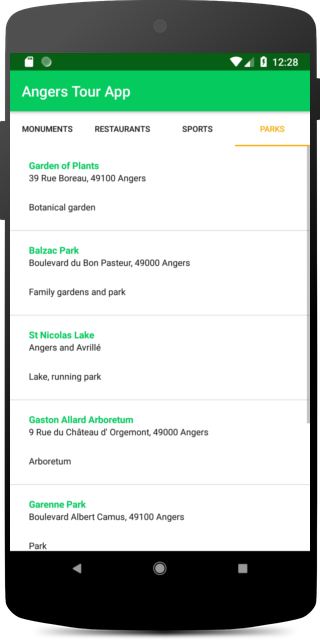 12:28
Angers Tour App
MONUMENTS RESTAURANTS SPORTS PARKS
Garden of Plants
39 Rue Boreau, 49100 Angers
Botanical garden
Balzac Park
Boulevard du Bon Pasteur, 49000 Angers
Family gardens and park
St Nicolas Lake
Angers and Avrillé
Lake, running park
Gaston Allard Arboretum
9 Rue du Château d' Orgemont, 49000 Angers
Arboretum
Garenne Park
Boulevard Albert Camus, 49100 Angers
Park